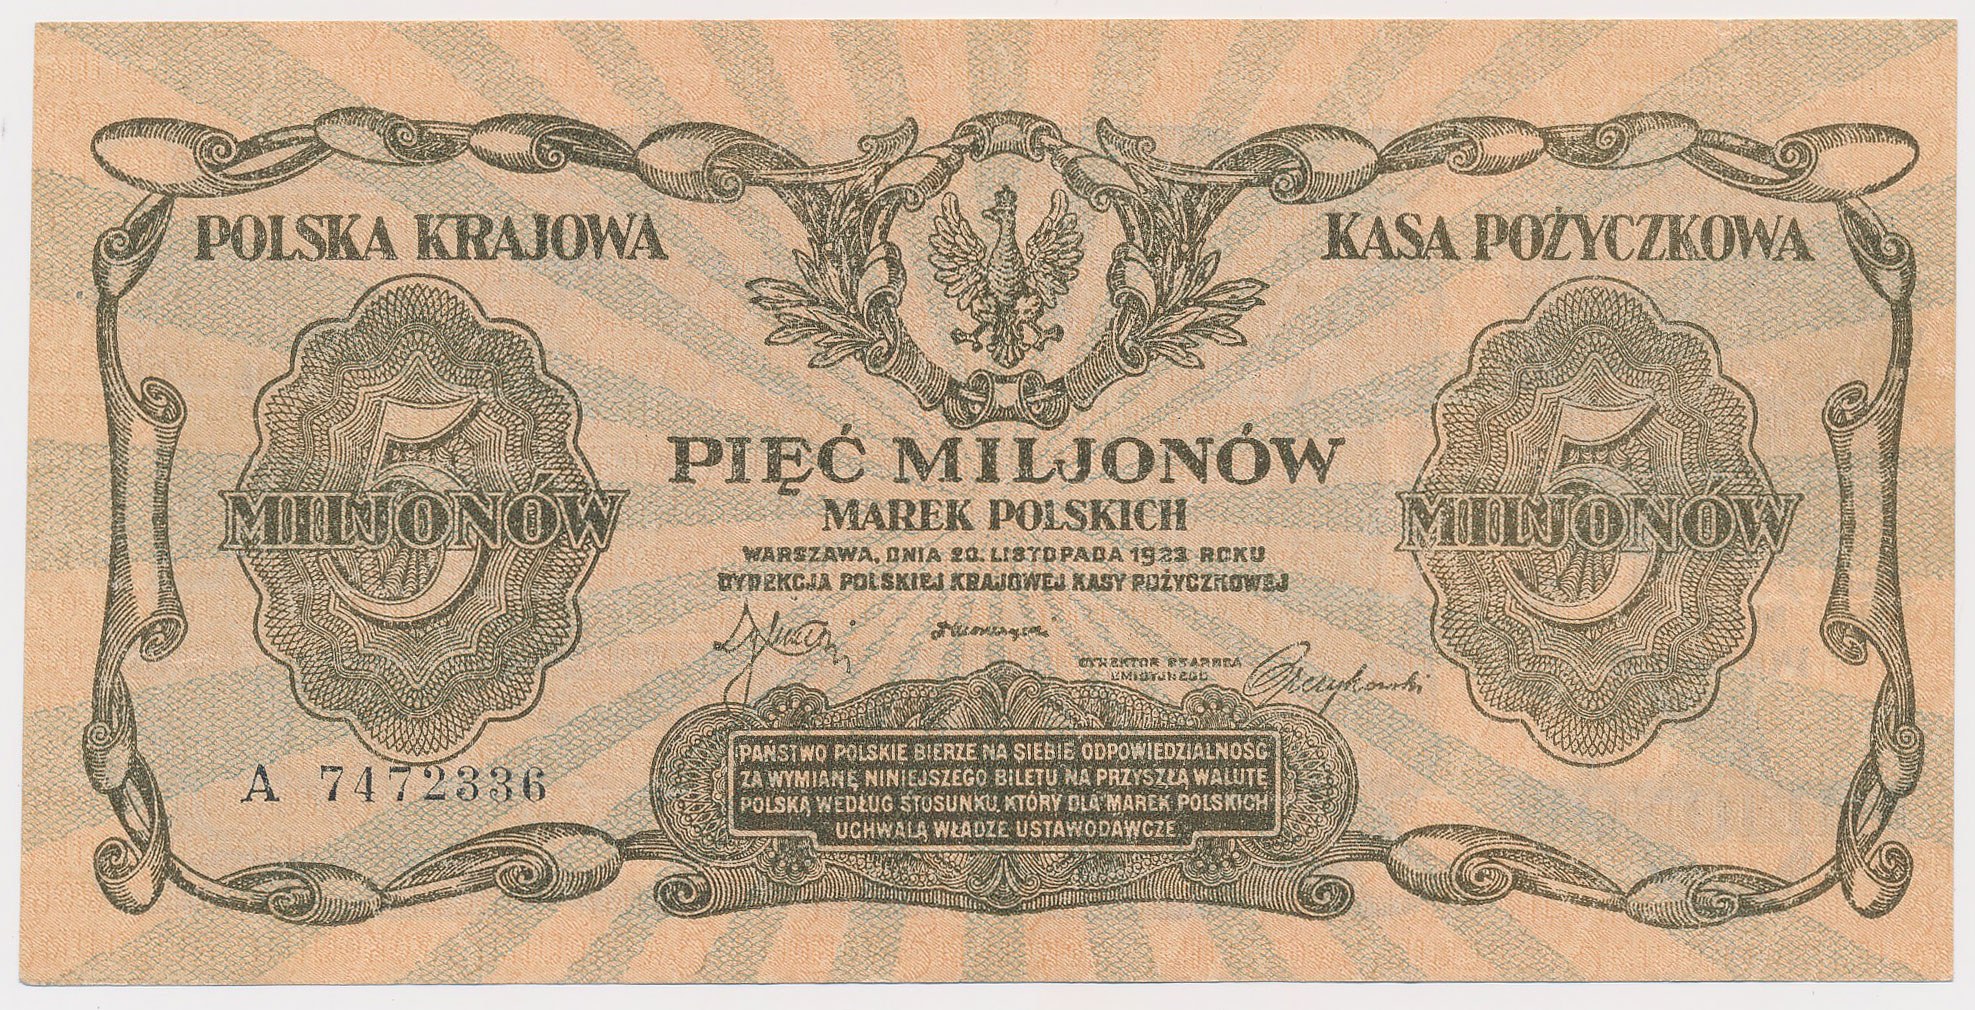 POLSKA KRAJOWA KASA POŻYCZKOWA
5
MILJONÓW
5
MILJONÓW
PIĘĆ MILJONÓW
MAREK POLSKICH
WARSZAWA, DNIA 20. LISTOPADA 1923 ROKU
DYREKCJA POLSKIEJ KRAJOWEJ KASY POŻYCZKOWEJ
DYREKTOR SKARBCA
EMISYJNEGO
A 7472336
PAŃSTWO POLSKIE BIERZE NA SIEBIE ODPOWIEDZIALNOŚĆ
ZA WYMIANĘ NINIEJSZEGO BILETU NA PRZYSZŁĄ WALUTĘ
POLSKĄ WEDŁUG STOSUNKU, KTÓRY DLA MAREK POLSKICH
UCHWALĄ WŁADZE USTAWODAWCZE.